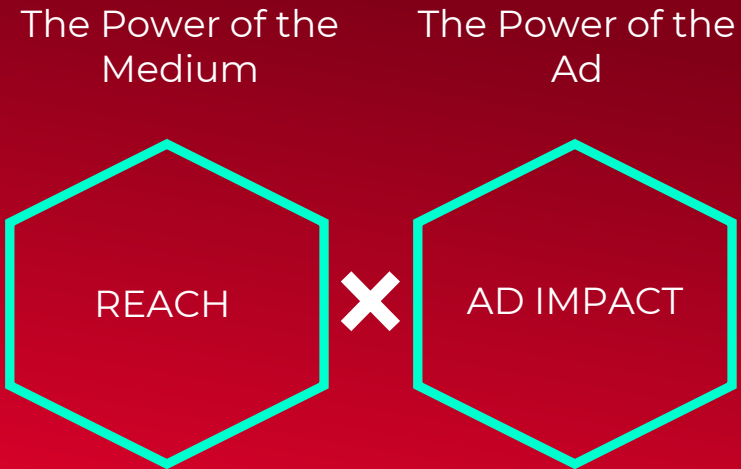 The Power of the
Medium
The Power of the
Ad
REACH
AD IMPACT